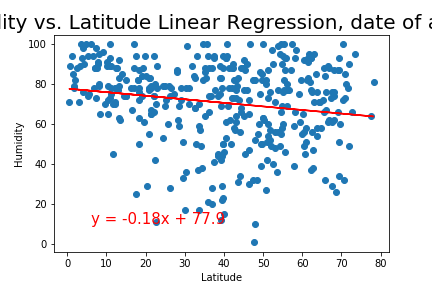 lity vs. Latitude Linear Regression, date of a
100
80
60
40
20
0
Humidity
y = -0.18x + 77.9
0 10 20 30 40 50 60 70 80
Latitude